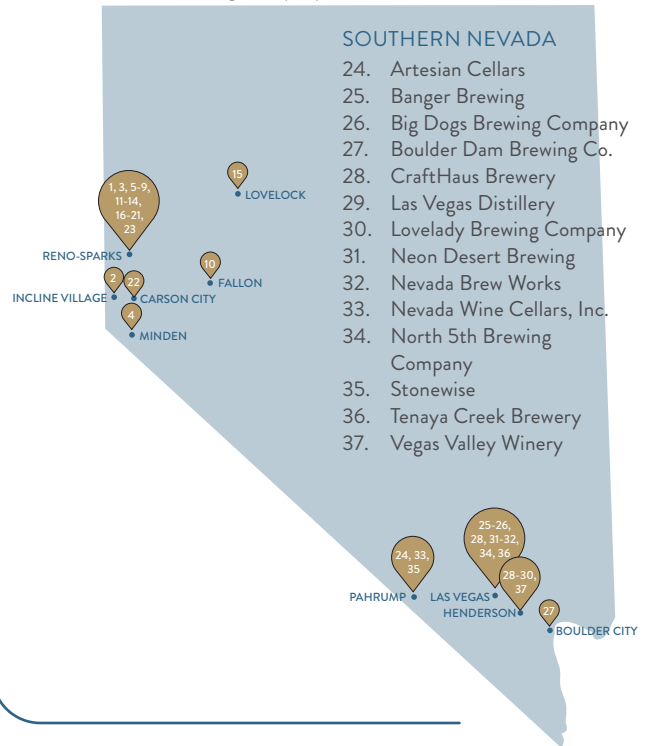 SOUTHERN NEVADA
24. Artesian Cellars
25. Banger Brewing
26. Big Dogs Brewing Company
27. Boulder Dam Brewing Co.
28. CraftHaus Brewery
29. Las Vegas Distillery
30. Lovelady Brewing Company
31. Neon Desert Brewing
32. Nevada Brew Works
33. Nevada Wine Cellars, Inc.
34. North 5th Brewing
Company
35. Stonewise
36. Tenaya Creek Brewery
37. Vegas Valley Winery
15
LOVELOCK
1, 3, 5-9,
11-14,
16-21,
23
RENO-SPARKS
10
FALLON
2
INCLINE VILLAGE
22
CARSON CITY
4
MINDEN
24, 33,
35
PAHRUMP
25-26,
28, 31-32,
34, 36
LAS VEGAS
28-30,
37
HENDERSON
27
BOULDER CITY